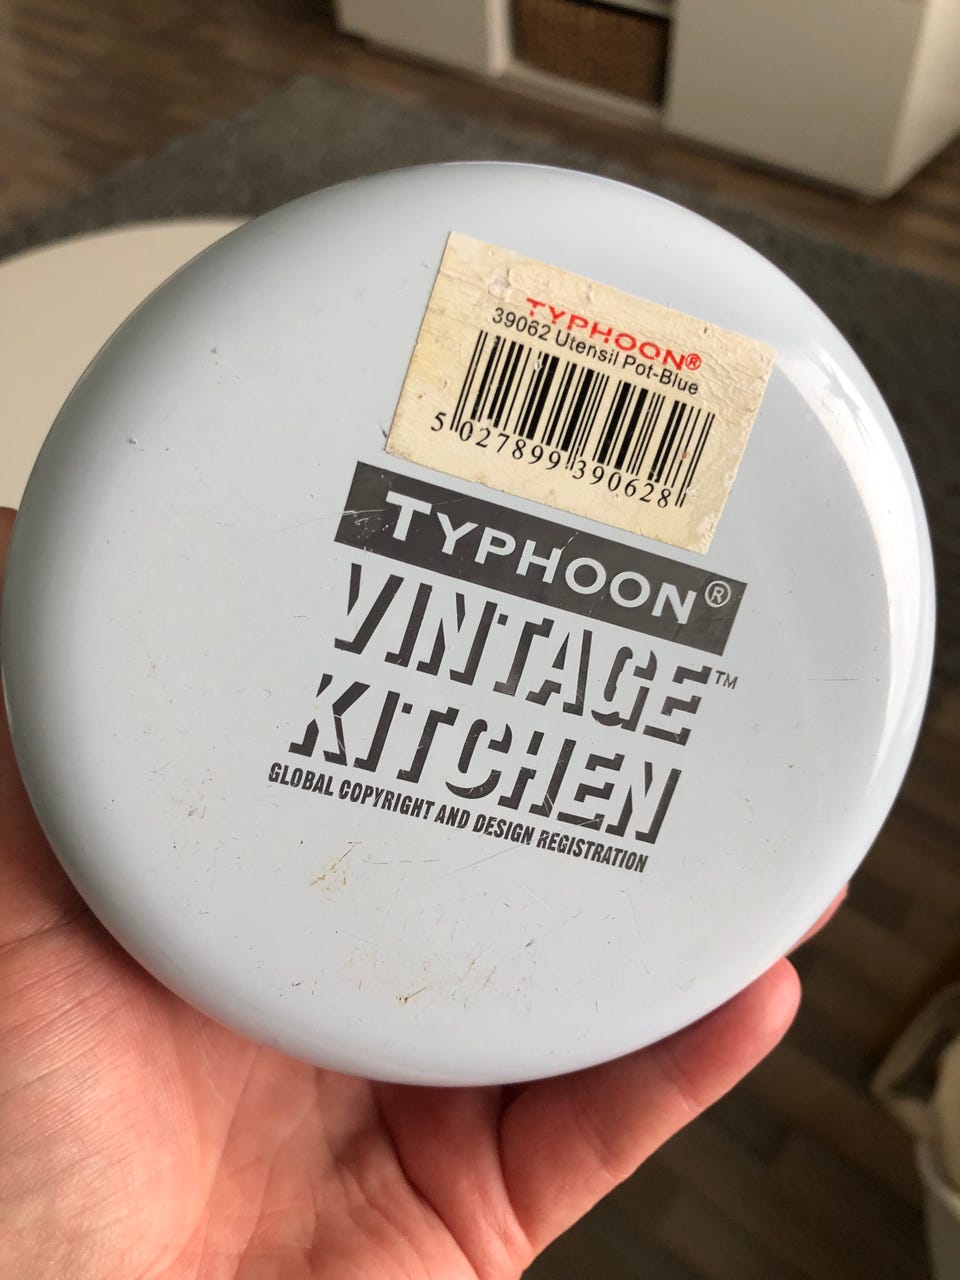 TYPHOON®
39062 Utensil Pot-Blue
5 027899 390628
TYPHOON®
VINTAGE™
KITCHEN
GLOBAL COPYRIGHT AND DESIGN REGISTRATION